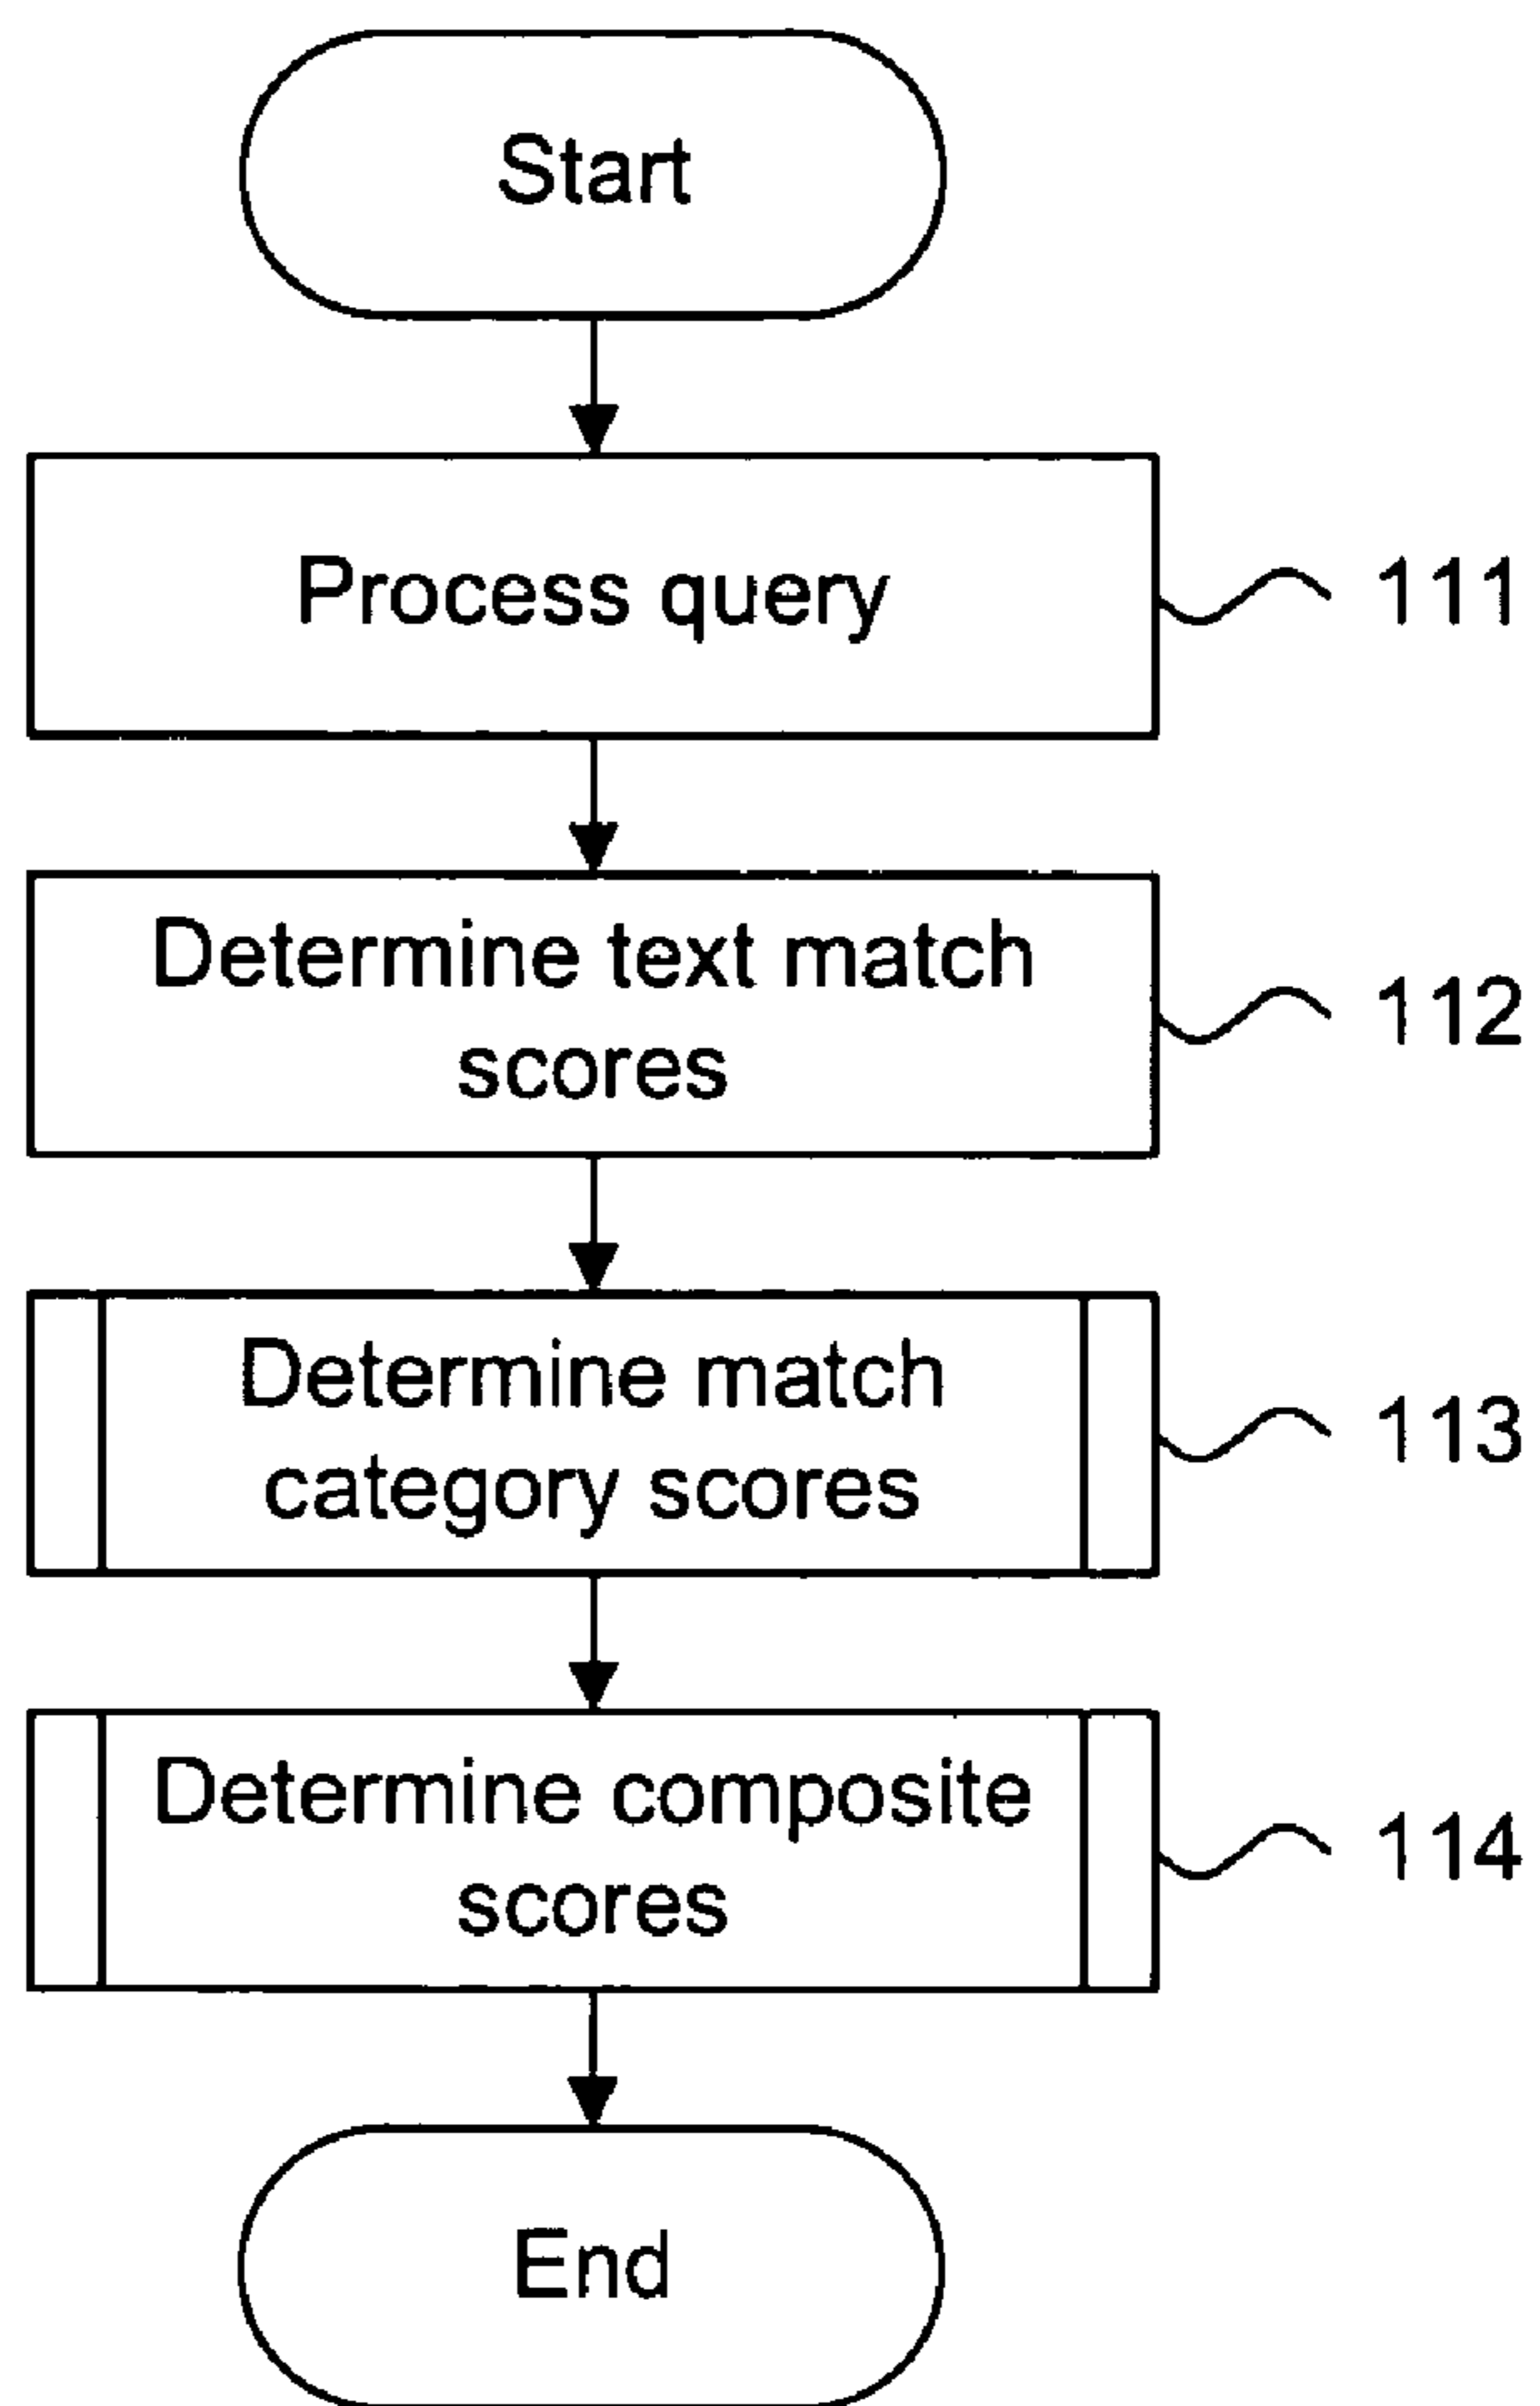 Start
Process query
111
Determine text match
scores
112
Determine match
category scores
113
Determine composite
scores
114
End